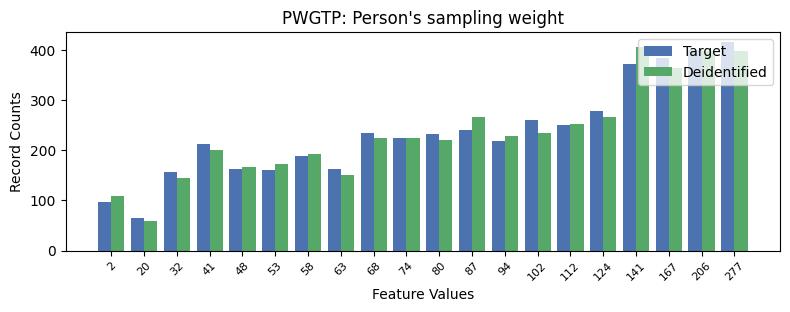 PWGTP: Person's sampling weight
Record Counts
400
300
200
100
0
Target
Deidentified
2 20 32 41 48 53 58 63 68 74 80 87 94 102 112 124 141 167 206 277
Feature Values